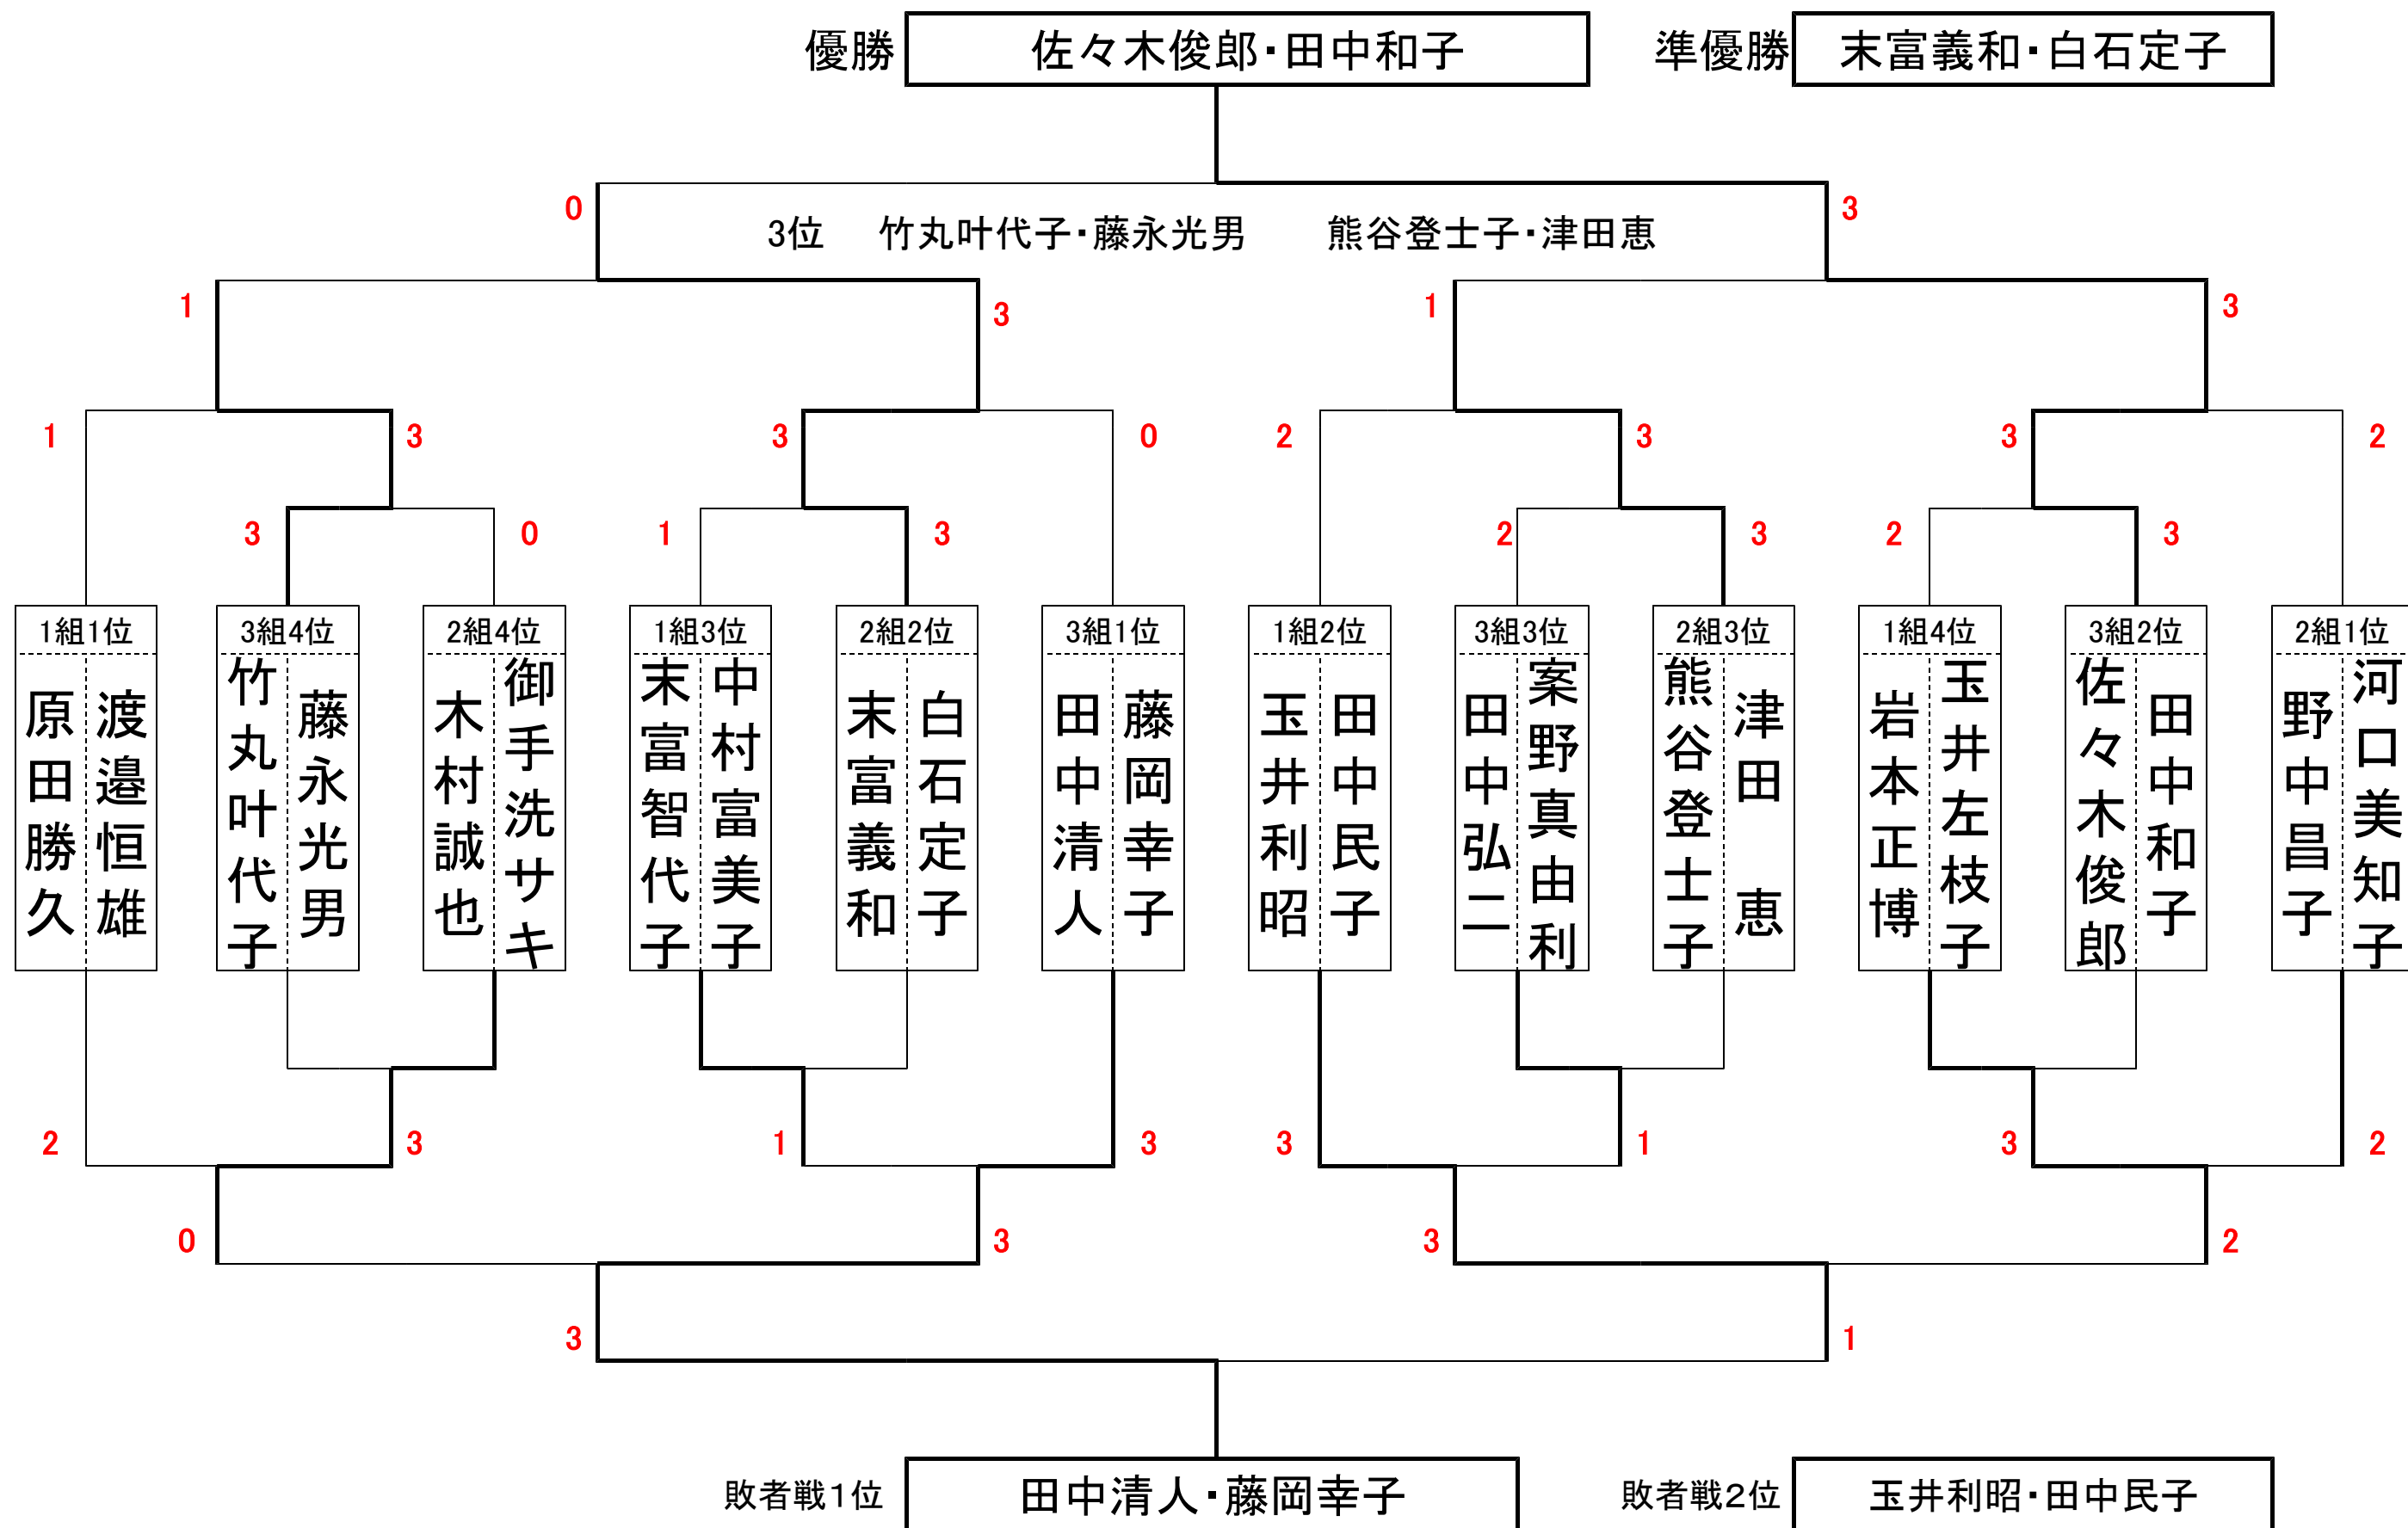 優勝 佐々木俊郎・田中和子 準優勝 末富義和・白石定子
0 3
3位 竹丸叶代子・藤永光男 熊谷登士子・津田恵
1 3 1 3
1 3 3 0 2 3 3 2
3 0 1 3 2 3 2 3
1組1位 3組4位 2組4位 1組3位 2組2位 3組1位 1組2位 3組3位 2組3位 1組4位 3組2位 2組1位
原田勝久
渡邉恒雄
竹丸叶代子
藤永光男
木村誠也
御手洗サキ
末富智代子
中村富美子
末富義和
白石定子
田中清人
藤岡幸子
玉井利昭
田中民子
田中弘二
案野真由利
熊谷登士子
津田 恵
岩本正博
玉井左枝子
佐々木俊郎
田中和子
野中昌子
河口美知子
2 3 1 3 3 1 3 2
0 3 3 2
3 1
敗者戦1位 田中清人・藤岡幸子 敗者戦2位 玉井利昭・田中民子